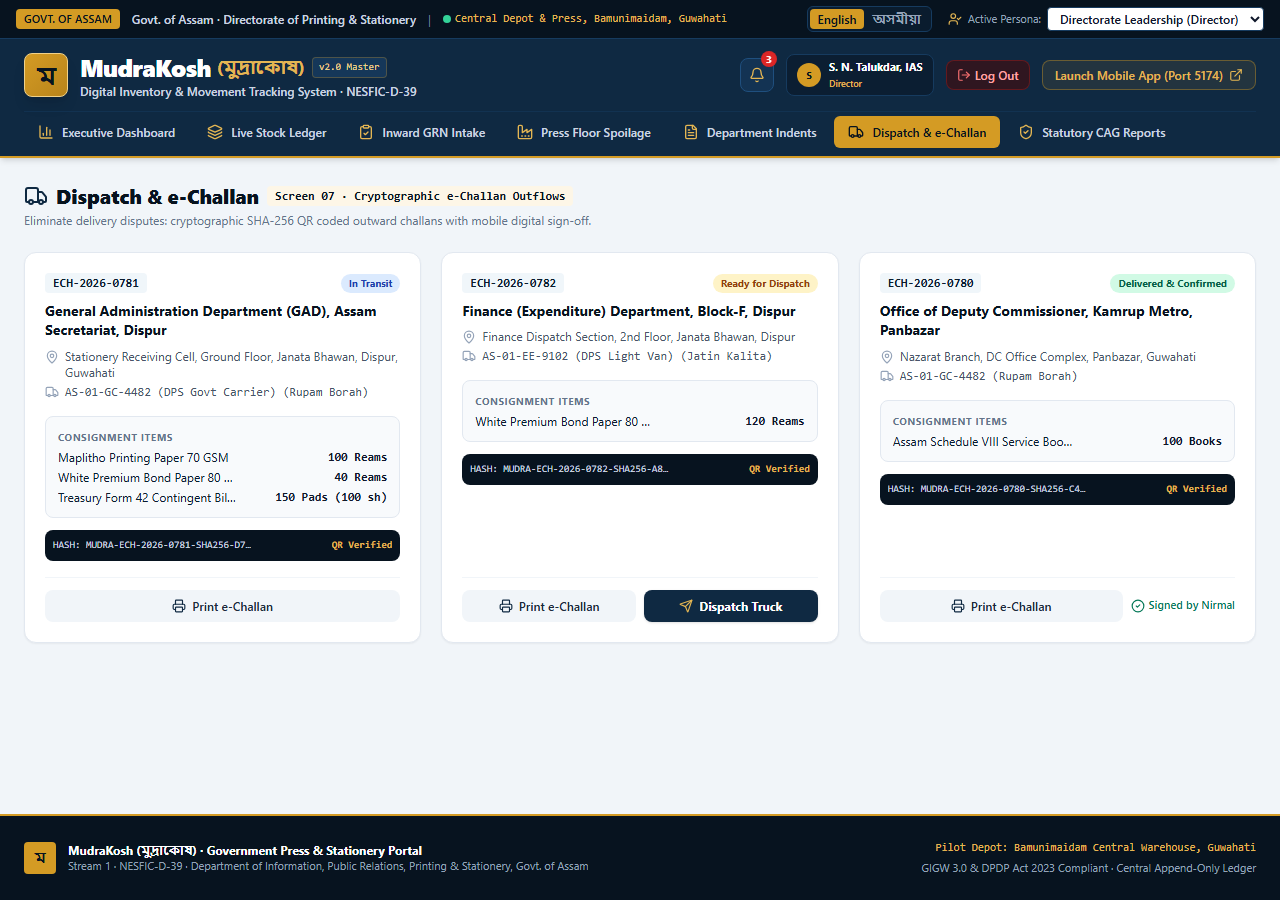 GOVT. OF ASSAM
Govt. of Assam · Directorate of Printing & Stationery | Central Depot & Press, Bamunimaidam, Guwahati
English অসমীয়া
Active Persona: Directorate Leadership (Director)
ম
MudraKosh (মুদ্ৰাকোষ) v2.0 Master
Digital Inventory & Movement Tracking System · NESFIC-D-39
3
S
S. N. Talukdar, IAS
Director
Log Out
Launch Mobile App (Port 5174)
Executive Dashboard
Live Stock Ledger
Inward GRN Intake
Press Floor Spoilage
Department Indents
Dispatch & e-Challan
Statutory CAG Reports
Dispatch & e-Challan Screen 07 · Cryptographic e-Challan Outflows
Eliminate delivery disputes: cryptographic SHA-256 QR coded outward challans with mobile digital sign-off.
ECH-2026-0781 In Transit
General Administration Department (GAD), Assam
Secretariat, Dispur
Stationery Receiving Cell, Ground Floor, Janata Bhawan, Dispur,
Guwahati
AS-01-GC-4482 (DPS Govt Carrier) (Rupam Borah)
CONSIGNMENT ITEMS
Maplitho Printing Paper 70 GSM 100 Reams
White Premium Bond Paper 80 ... 40 Reams
Treasury Form 42 Contingent Bil... 150 Pads (100 sh)
HASH: MUDRA-ECH-2026-0781-SHA256-D7… QR Verified
Print e-Challan
ECH-2026-0782 Ready for Dispatch
Finance (Expenditure) Department, Block-F, Dispur
Finance Dispatch Section, 2nd Floor, Janata Bhawan, Dispur
AS-01-EE-9102 (DPS Light Van) (Jatin Kalita)
CONSIGNMENT ITEMS
White Premium Bond Paper 80 ... 120 Reams
HASH: MUDRA-ECH-2026-0782-SHA256-A8… QR Verified
Print e-Challan
Dispatch Truck
ECH-2026-0780 Delivered & Confirmed
Office of Deputy Commissioner, Kamrup Metro,
Panbazar
Nazarat Branch, DC Office Complex, Panbazar, Guwahati
AS-01-GC-4482 (Rupam Borah)
CONSIGNMENT ITEMS
Assam Schedule VIII Service Boo... 100 Books
HASH: MUDRA-ECH-2026-0780-SHA256-C4… QR Verified
Print e-Challan
Signed by Nirmal
ম
MudraKosh (মুদ্ৰাকোষ) · Government Press & Stationery Portal
Stream 1 · NESFIC-D-39 · Department of Information, Public Relations, Printing & Stationery, Govt. of Assam
Pilot Depot: Bamunimaidam Central Warehouse, Guwahati
GIGW 3.0 & DPDP Act 2023 Compliant · Central Append-Only Ledger